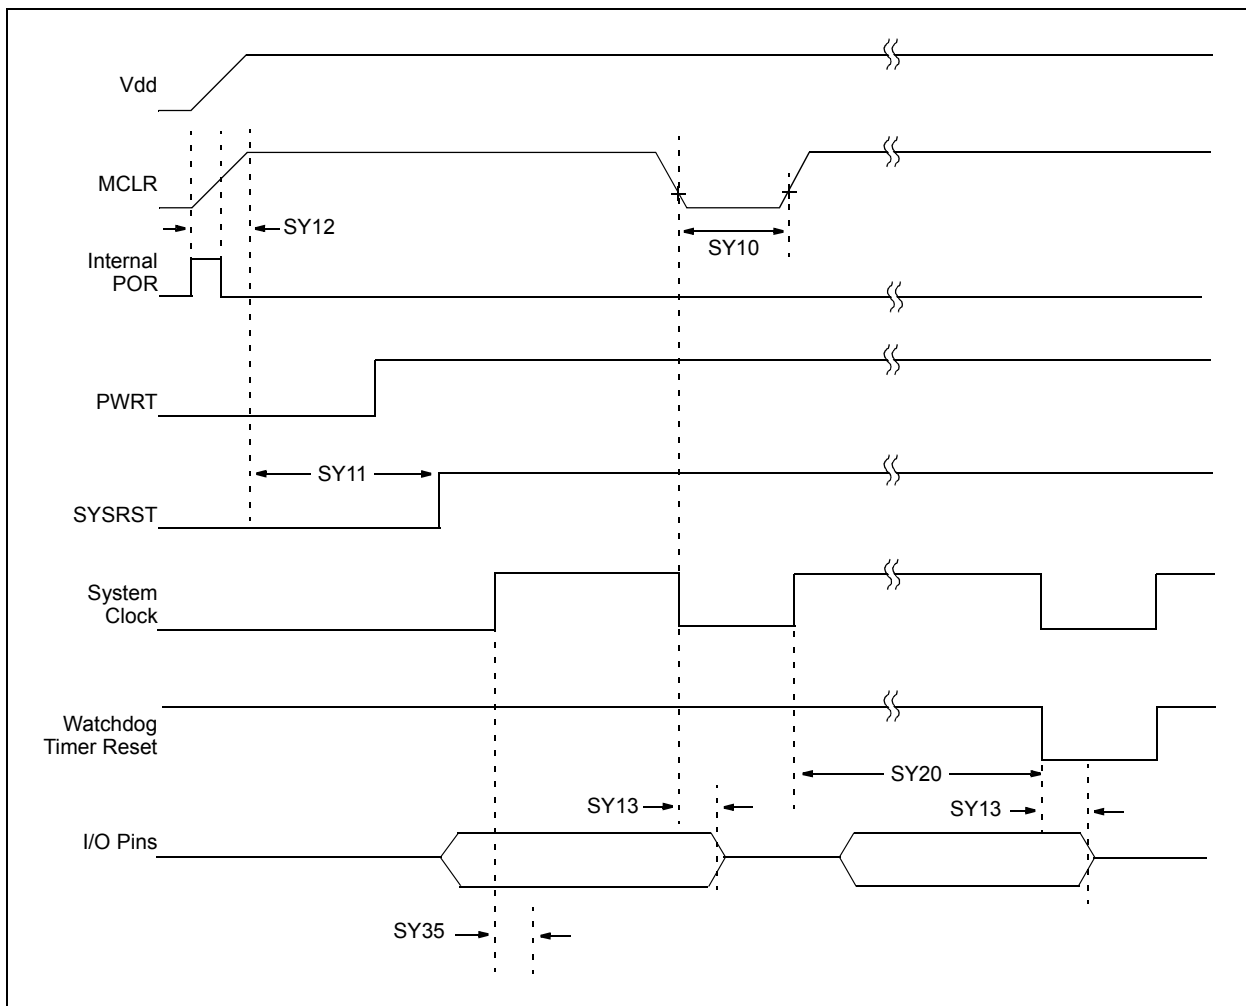 Vdd
MCLR
SY12
SY10
Internal
POR
PWRT
SY11
SYSRST
System
Clock
Watchdog
Timer Reset
SY20
SY13
SY13
I/O Pins
SY35